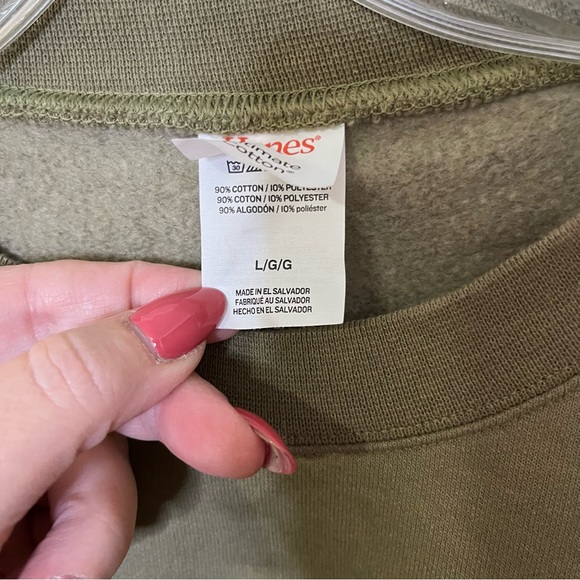 Hanes®
Ultimate
Cotton®
30
90% COTTON / 10% POLYESTER
90% COTON / 10% POLYESTER
90% ALGODÓN / 10% poliéster
L/G/G
MADE IN EL SALVADOR
FABRIQUÉ AU SALVADOR
HECHO EN EL SALVADOR